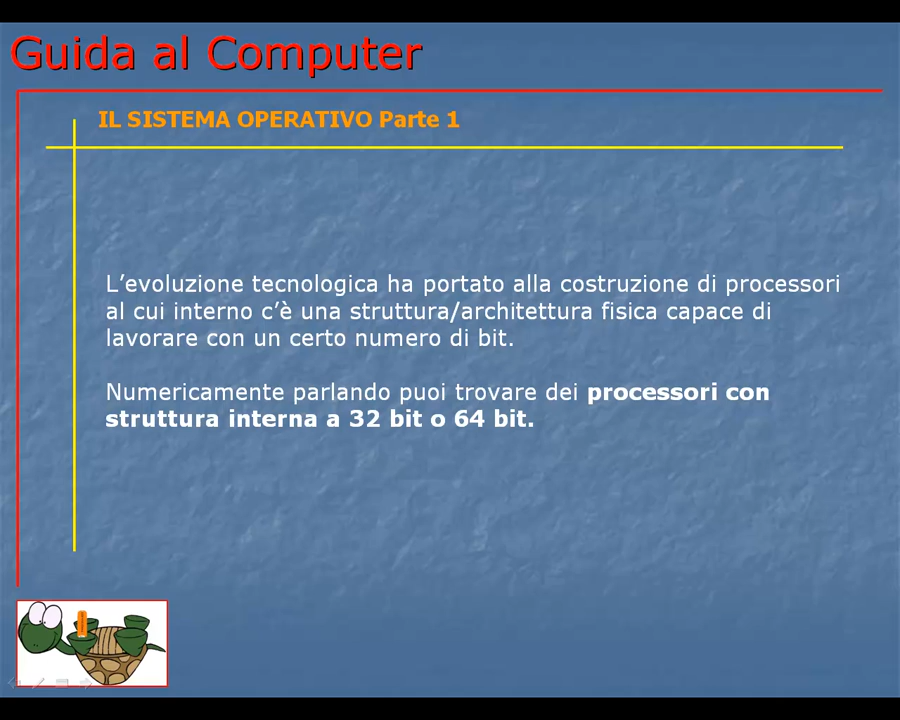 Guida al Computer
IL SISTEMA OPERATIVO Parte 1
L’evoluzione tecnologica ha portato alla costruzione di processori
al cui interno c’è una struttura/architettura fisica capace di
lavorare con un certo numero di bit.
Numericamente parlando puoi trovare dei processori con
struttura interna a 32 bit o 64 bit.